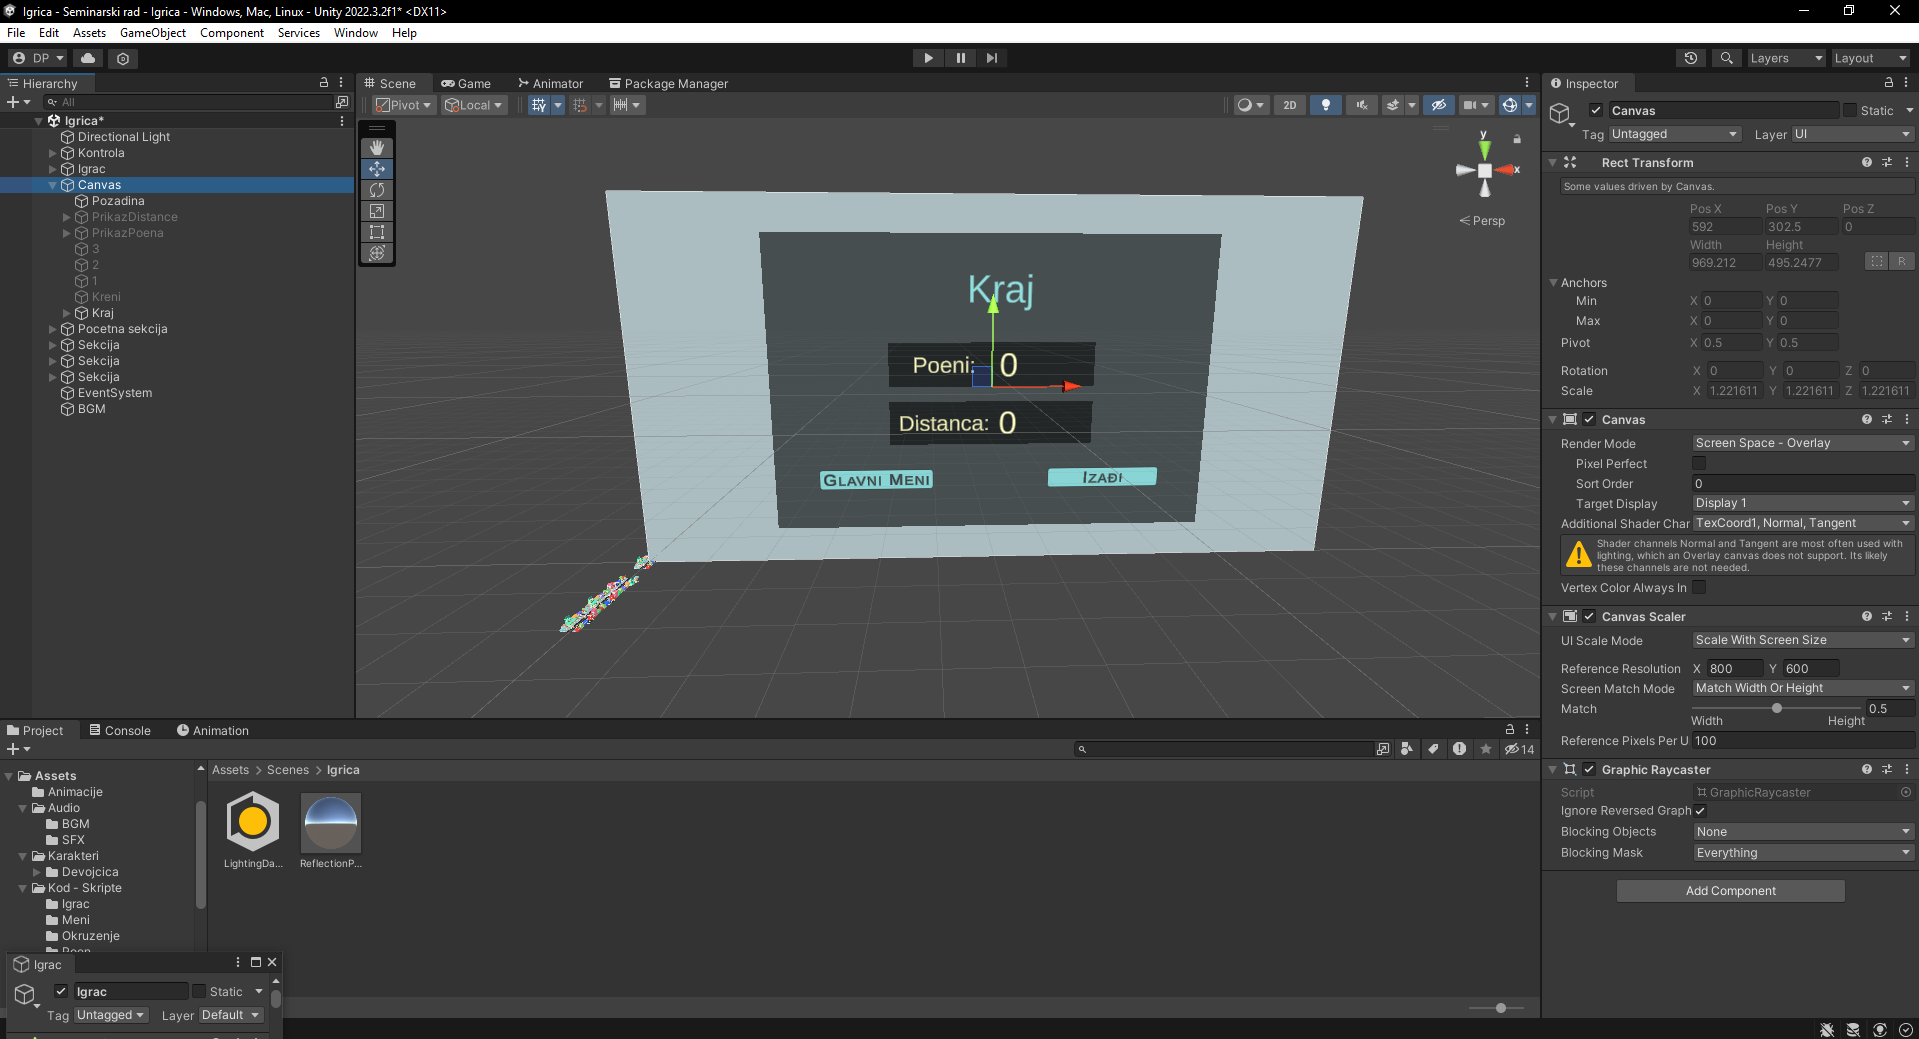 Igrica - Seminarski rad - Igrica - Windows, Mac, Linux - Unity 2022.3.2f1* <DX11>
File Edit Assets GameObject Component Services Window Help
DP
Layers
Layout
Hierarchy
All
Igrica*
Directional Light
Kontrola
Igrac
Canvas
Pozadina
PrikazDistance
PrikazPoena
3
2
1
Kreni
Kraj
Pocetna sekcija
Sekcija
Sekcija
Sekcija
EventSystem
BGM
Scene Game Animator Package Manager
Pivot Local
2D
y
x
Persp
Kraj
Poeni: 0
Distanca: 0
Glavni Meni
Izađi
Inspector
Canvas Static
Tag Untagged Layer UI
Rect Transform
Some values driven by Canvas.
Pos X Pos Y Pos Z
592 302.5 0
Width Height
969.212 495.2477
R
Anchors
Min X 0 Y 0
Max X 0 Y 0
Pivot X 0.5 Y 0.5
Rotation X 0 Y 0 Z 0
Scale X 1.221611 Y 1.221611 Z 1.221611
Canvas
Render Mode Screen Space - Overlay
Pixel Perfect
Sort Order 0
Target Display Display 1
Additional Shader Char TexCoord1, Normal, Tangent
Shader channels Normal and Tangent are most often used with
lighting, which an Overlay canvas does not support. Its likely
these channels are not needed.
Vertex Color Always In
Canvas Scaler
UI Scale Mode Scale With Screen Size
Reference Resolution X 800 Y 600
Screen Match Mode Match Width Or Height
Match 0.5
Width Height
Reference Pixels Per U 100
Graphic Raycaster
Script GraphicRaycaster
Ignore Reversed Graph
Blocking Objects None
Blocking Mask Everything
Add Component
Project Console Animation
14
Assets
Animacije
Audio
BGM
SFX
Karakteri
Devojcica
Kod - Skripte
Igrac
Meni
Okruzenje
Assets > Scenes > Igrica
LightingDa...
ReflectionP...
Igrac
Igrac Static
Tag Untagged Layer Default